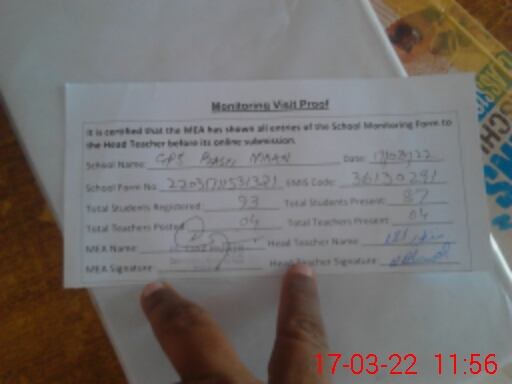 Monitoring Visit Proof
It is certified that the MEA has shown all entries of the School Monitoring Form to
the Head Teacher before its online submission.
School Name: GPS Date: 17/03/22
School Form No 22031711531321 EMIS Code: 36130291
Total Students Registered: 93 Total Students Present: 87
Total Teachers Posted 04 Total Teachers Present: 04
MEA Name: Head Teacher Name:
MEA Signature: Head Teacher Signature:
17-03-22 11:56